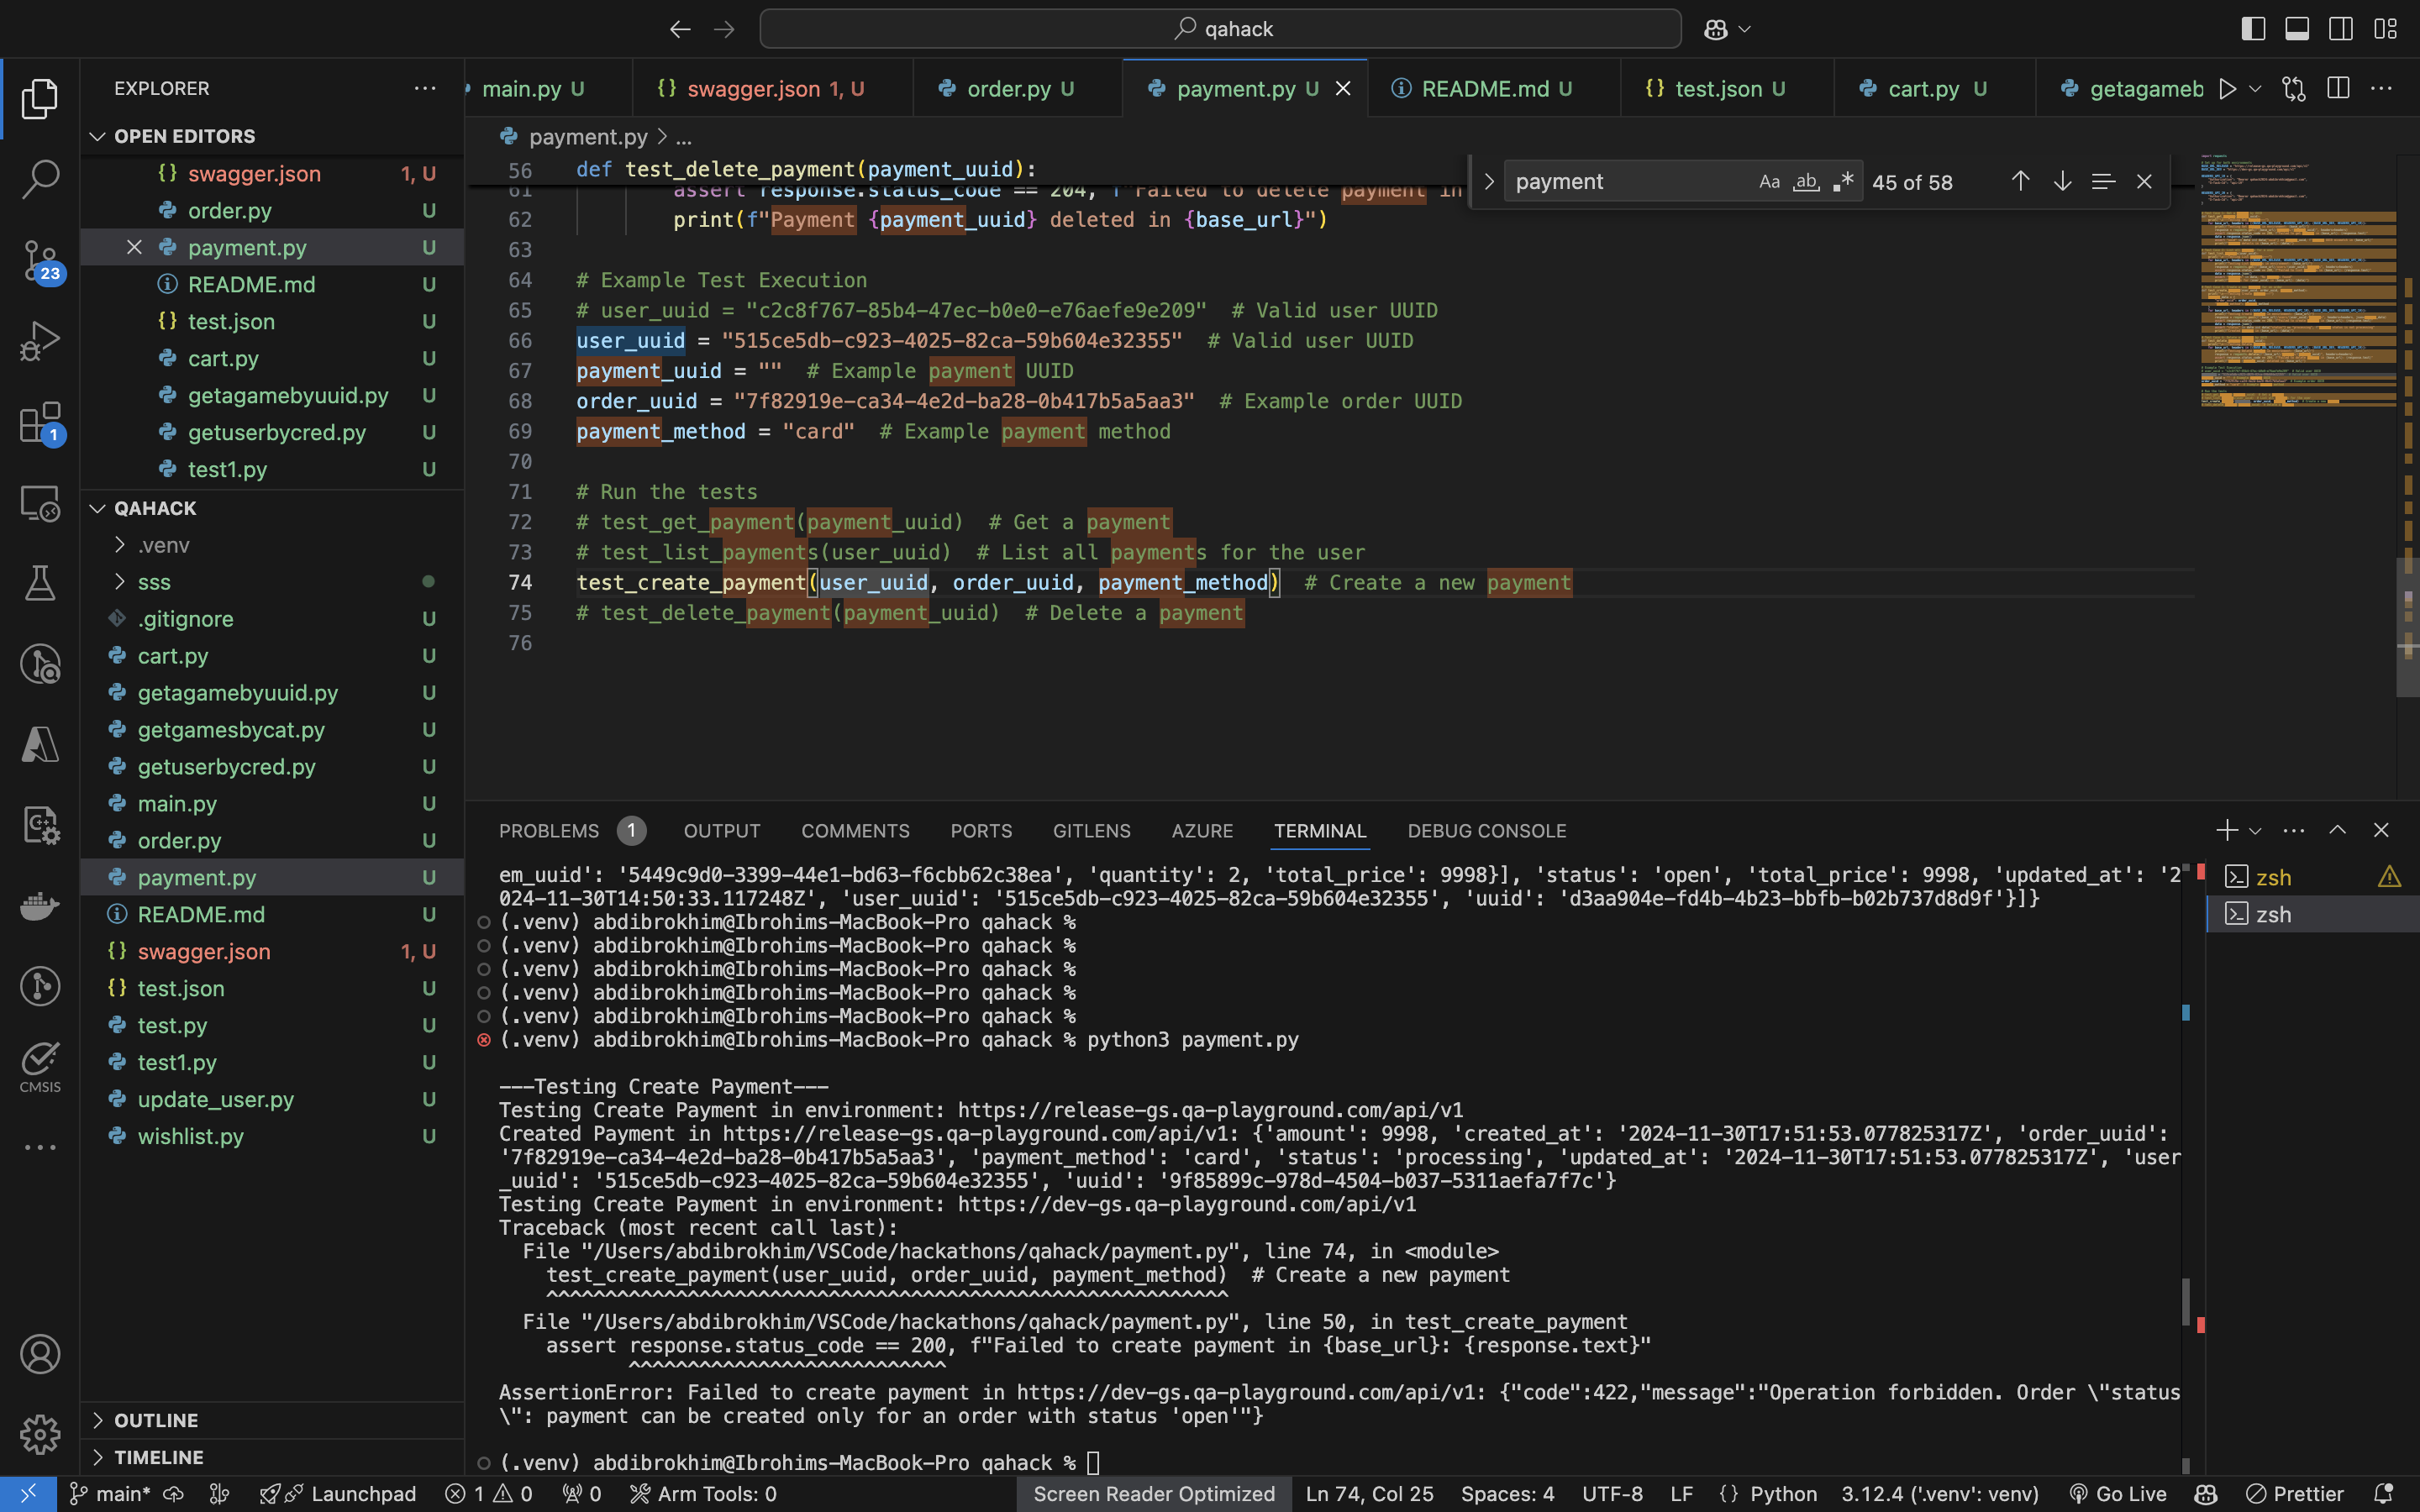 qahack
EXPLORER
OPEN EDITORS
swagger.json 1, U
order.py U
payment.py U
README.md U
test.json U
cart.py U
getagamebyuuid.py U
getuserbycred.py U
test1.py U
QAHACK
.venv
sss
.gitignore U
cart.py U
getagamebyuuid.py U
getgamesbycat.py U
getuserbycred.py U
main.py U
order.py U
payment.py U
README.md U
swagger.json 1, U
test.json U
test.py U
test1.py U
update_user.py U
wishlist.py U
OUTLINE
TIMELINE
23
1
CMSIS
main.py U
swagger.json 1, U
order.py U
payment.py U
README.md U
test.json U
cart.py U
getagameb
payment.py > ...
payment
Aa ab
45 of 58
56 def test_delete_payment(payment_uuid):
61 assert response.status_code == 204, f"Failed to delete payment in
62 print(f"Payment {payment_uuid} deleted in {base_url}")
63
64 # Example Test Execution
65 # user_uuid = "c2c8f767-85b4-47ec-b0e0-e76aefe9e209"  # Valid user UUID
66 user_uuid = "515ce5db-c923-4025-82ca-59b604e32355"  # Valid user UUID
67 payment_uuid = ""  # Example payment UUID
68 order_uuid = "7f82919e-ca34-4e2d-ba28-0b417b5a5aa3"  # Example order UUID
69 payment_method = "card"  # Example payment method
70
71 # Run the tests
72 # test_get_payment(payment_uuid)  # Get a payment
73 # test_list_payments(user_uuid)  # List all payments for the user
74 test_create_payment(user_uuid, order_uuid, payment_method)  # Create a new payment
75 # test_delete_payment(payment_uuid)  # Delete a payment
76
PROBLEMS 1 OUTPUT COMMENTS PORTS GITLENS AZURE TERMINAL DEBUG CONSOLE
zsh
zsh
em_uuid': '5449c9d0-3399-44e1-bd63-f6cbb62c38ea', 'quantity': 2, 'total_price': 9998}], 'status': 'open', 'total_price': 9998, 'updated_at': '2
024-11-30T14:50:33.117248Z', 'user_uuid': '515ce5db-c923-4025-82ca-59b604e32355', 'uuid': 'd3aa904e-fd4b-4b23-bbfb-b02b737d8d9f'}]}
(.venv) abdibrokhim@Ibrohims-MacBook-Pro qahack %
(.venv) abdibrokhim@Ibrohims-MacBook-Pro qahack %
(.venv) abdibrokhim@Ibrohims-MacBook-Pro qahack %
(.venv) abdibrokhim@Ibrohims-MacBook-Pro qahack %
(.venv) abdibrokhim@Ibrohims-MacBook-Pro qahack %
(.venv) abdibrokhim@Ibrohims-MacBook-Pro qahack % python3 payment.py
---Testing Create Payment---
Testing Create Payment in environment: https://release-gs.qa-playground.com/api/v1
Created Payment in https://release-gs.qa-playground.com/api/v1: {'amount': 9998, 'created_at': '2024-11-30T17:51:53.077825317Z', 'order_uuid':
'7f82919e-ca34-4e2d-ba28-0b417b5a5aa3', 'payment_method': 'card', 'status': 'processing', 'updated_at': '2024-11-30T17:51:53.077825317Z', 'user
_uuid': '515ce5db-c923-4025-82ca-59b604e32355', 'uuid': '9f85899c-978d-4504-b037-5311aefa7f7c'}
Testing Create Payment in environment: https://dev-gs.qa-playground.com/api/v1
Traceback (most recent call last):
File "/Users/abdibrokhim/VSCode/hackathons/qahack/payment.py", line 74, in <module>
test_create_payment(user_uuid, order_uuid, payment_method)  # Create a new payment
^^^^^^^^^^^^^^^^^^^^^^^^^^^^^^^^^^^^^^^^^^^^^^^^^^^^^^^^^^
File "/Users/abdibrokhim/VSCode/hackathons/qahack/payment.py", line 50, in test_create_payment
assert response.status_code == 200, f"Failed to create payment in {base_url}: {response.text}"
^^^^^^^^^^^^^^^^^^^^^^^^^^^
AssertionError: Failed to create payment in https://dev-gs.qa-playground.com/api/v1: {"code":422,"message":"Operation forbidden. Order \"status
\": payment can be created only for an order with status 'open'"}
(.venv) abdibrokhim@Ibrohims-MacBook-Pro qahack %
main* Launchpad 1 0 0 Arm Tools: 0 Screen Reader Optimized Ln 74, Col 25 Spaces: 4 UTF-8 LF {} Python 3.12.4 ('.venv': venv) Go Live Prettier